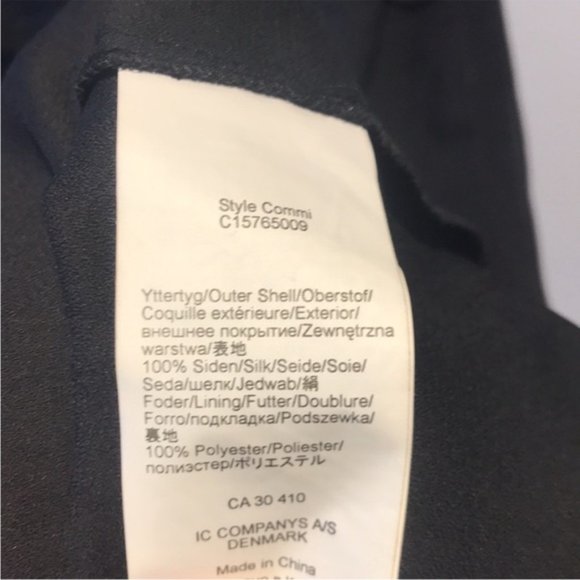 Style Commi
C15765009
Yttertyg/Outer Shell/Oberstof/
Coquille extérieure/Exterior/
внешнее покрытие/Zewnętrzna
warstwa/表地
100% Siden/Silk/Seide/Soie/
Seda/шелк/Jedwab/絹
Foder/Lining/Futter/Doublure/
Forro/подкладка/Podszewka/
裏地
100% Polyester/Poliester/
полиэстер/ポリエステル
CA 30 410
IC COMPANYS A/S
DENMARK
Made in China